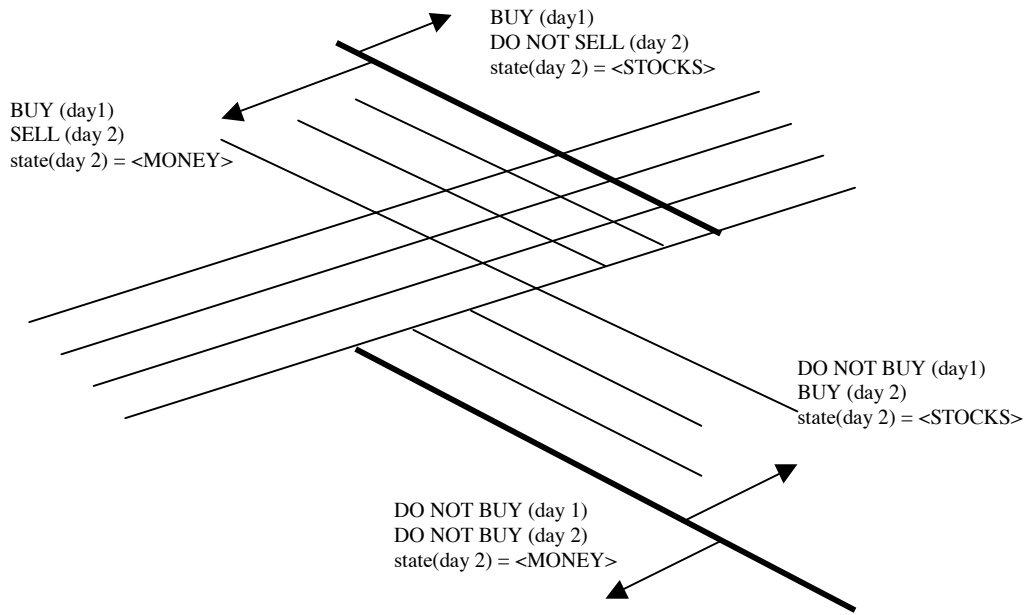 BUY (day1)
DO NOT SELL (day 2)
state(day 2) = <STOCKS>
BUY (day1)
SELL (day 2)
state(day 2) = <MONEY>
DO NOT BUY (day1)
BUY (day 2)
state(day 2) = <STOCKS>
DO NOT BUY (day 1)
DO NOT BUY (day 2)
state(day 2) = <MONEY>